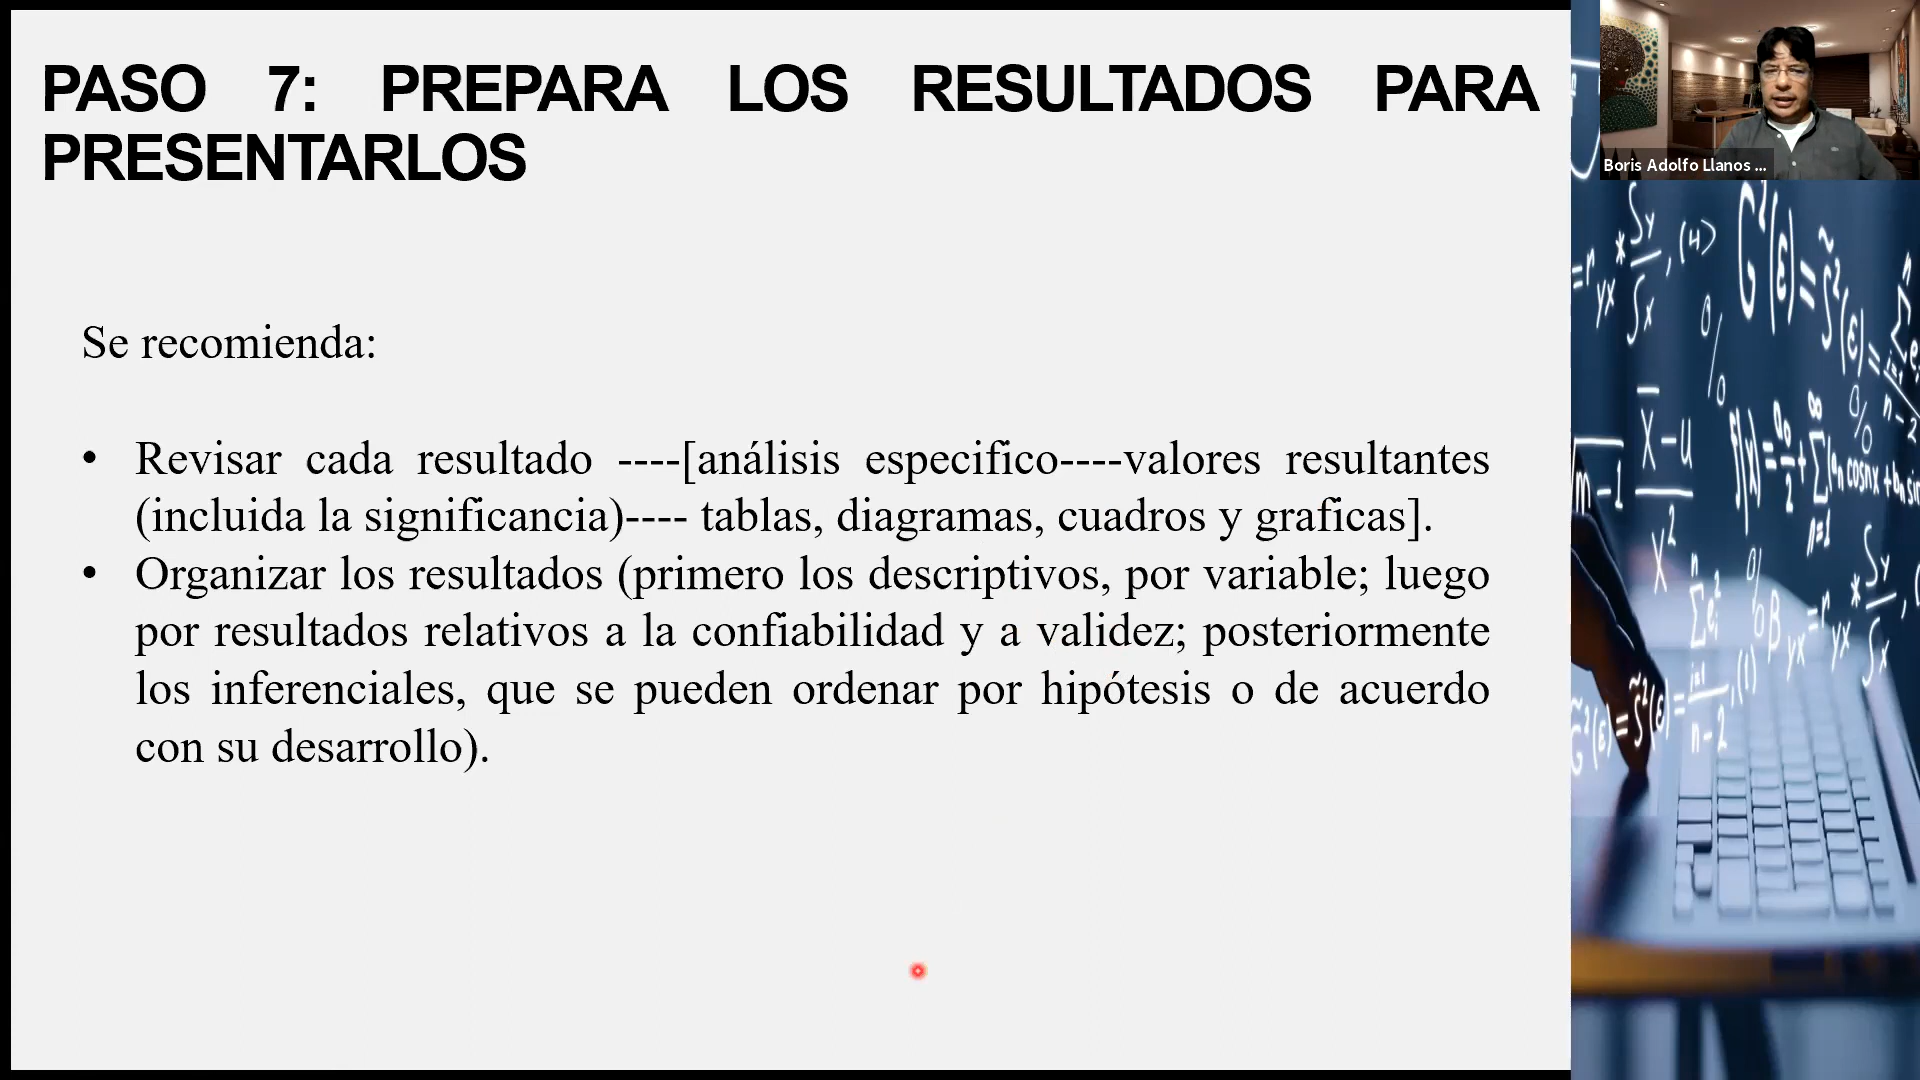 PASO 7: PREPARA LOS RESULTADOS PARA
PRESENTARLOS
Boris Adolfo Llanos ...
Se recomienda:
• Revisar cada resultado ----[análisis especifico----valores resultantes
(incluida la significancia)---- tablas, diagramas, cuadros y graficas].
• Organizar los resultados (primero los descriptivos, por variable; luego
por resultados relativos a la confiabilidad y a validez; posteriormente
los inferenciales, que se pueden ordenar por hipótesis o de acuerdo
con su desarrollo).